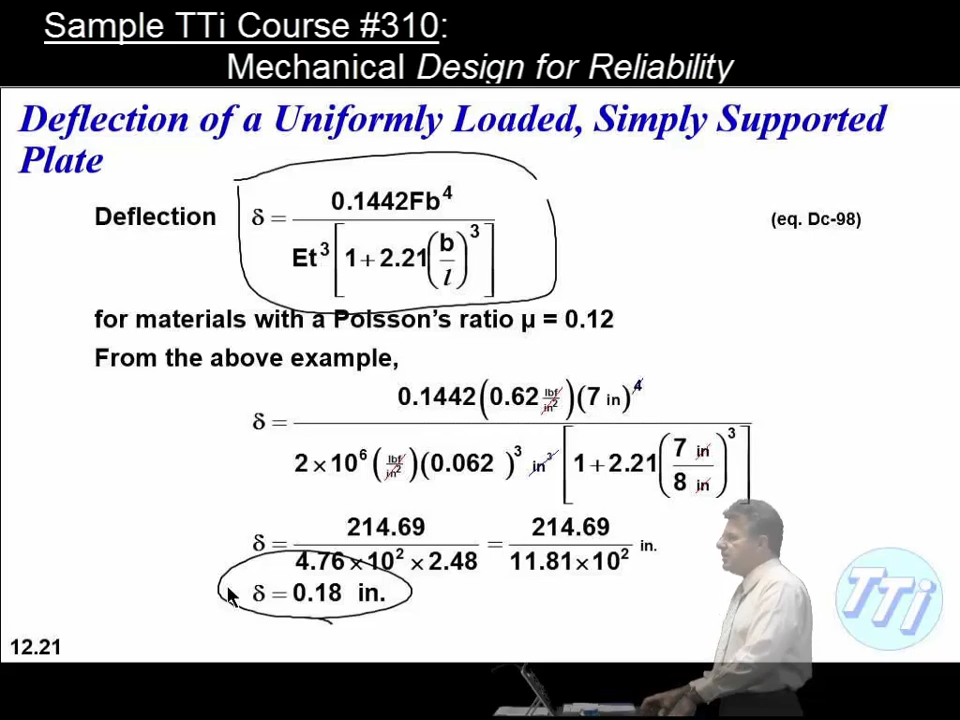 Sample TTi Course #310:
Mechanical Design for Reliability
Deflection of a Uniformly Loaded, Simply Supported
Plate
Deflection δ = 0.1442Fb⁴ / Et³[1+2.21(b/l)³] (eq. Dc-98)
for materials with a Poisson’s ratio μ = 0.12
From the above example,
δ = 0.1442(0.62 lbf/in²)(7 in)⁴ / 2×10⁶(lbf/in²)(0.062)³ in³ [1+2.21(7 in/8 in)³]
δ = 214.69 / 4.76×10²×2.48 = 214.69 / 11.81×10² in.
δ = 0.18 in.
12.21
TTi